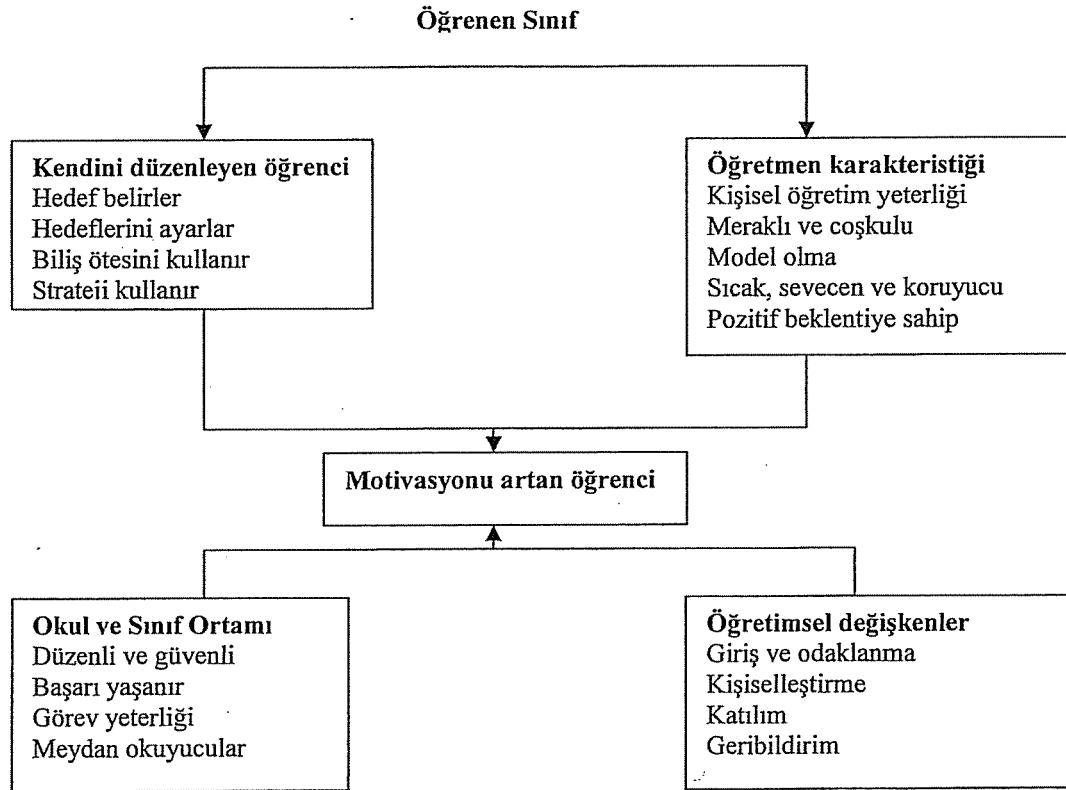 Öğrenen Sınıf
Kendini düzenleyen öğrenci
Hedef belirler
Hedeflerini ayarlar
Biliş ötesini kullanır
Strateji kullanır
Öğretmen karakteristiği
Kişisel öğretim yeterliği
Meraklı ve coşkulu
Model olma
Sıcak, sevecen ve koruyucu
Pozitif beklentiye sahip
Motivasyonu artan öğrenci
Okul ve Sınıf Ortamı
Düzenli ve güvenli
Başarı yaşanır
Görev yeterliği
Meydan okuyucular
Öğretimsel değişkenler
Giriş ve odaklanma
Kişiselleştirme
Katılım
Geribildirim